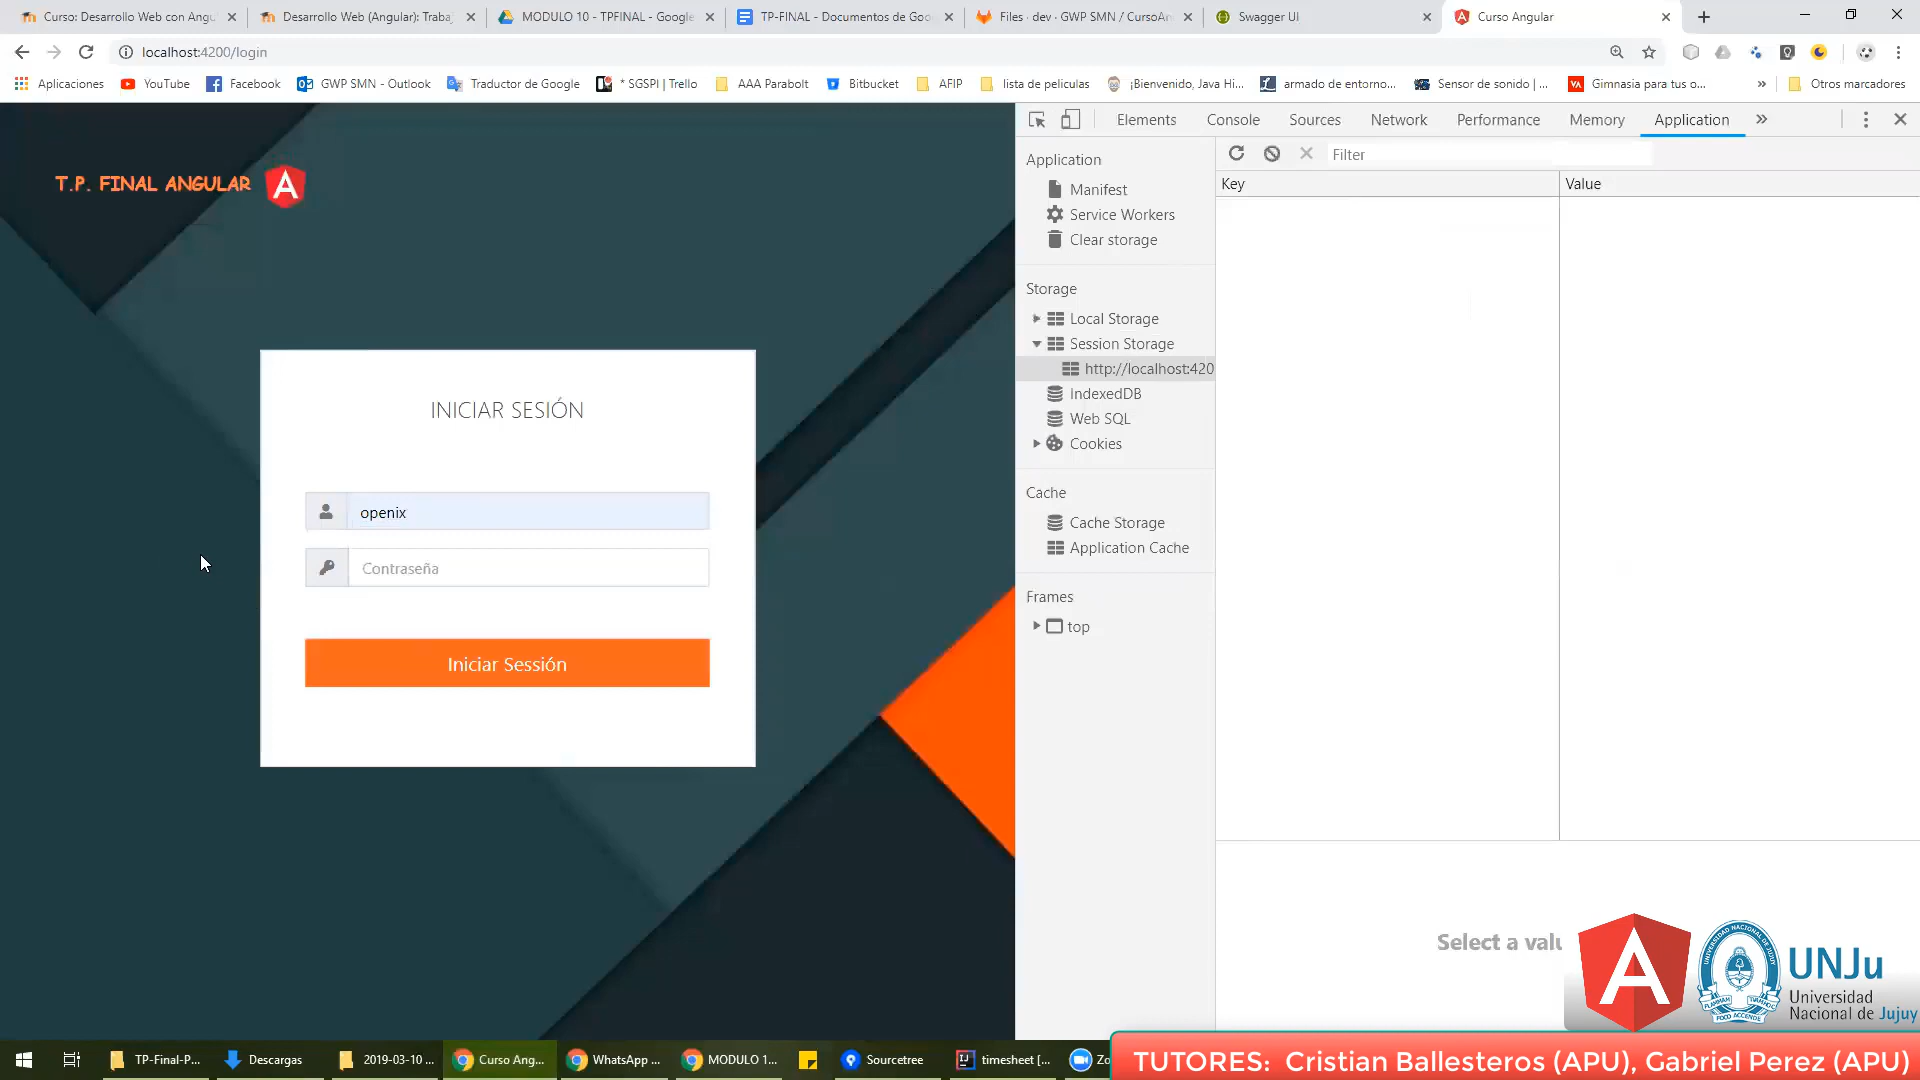 Curso: Desarrollo Web con Angu
Desarrollo Web (Angular): Traba
MODULO 10 - TPFINAL - Google
TP-FINAL - Documentos de Goo
Files · dev · GWP SMN / CursoAn
Swagger UI
Curso Angular
localhost:4200/login
Aplicaciones
YouTube
Facebook
GWP SMN - Outlook
Traductor de Google
* SGSPI | Trello
AAA Parabolt
Bitbucket
AFIP
lista de peliculas
¡Bienvenido, Java Hi...
armado de entorno...
Sensor de sonido | ...
Gimnasia para tus o...
»
Otros marcadores
T.P. FINAL ANGULAR
A
INICIAR SESIÓN
openix
Contraseña
Iniciar Sesión
Elements
Console
Sources
Network
Performance
Memory
Application
»
Application
Manifest
Service Workers
Clear storage
Storage
Local Storage
Session Storage
http://localhost:420
IndexedDB
Web SQL
Cookies
Cache
Cache Storage
Application Cache
Frames
top
Filter
Key
Value
Select a valu
A
UNJu
Universidad
Nacional de Jujuy
TP-Final-P...
Descargas
2019-03-10 ...
Curso Ang...
WhatsApp ...
MODULO 1...
Sourcetree
timesheet [...
Zo
TUTORES: Cristian Ballesteros (APU), Gabriel Perez (APU)